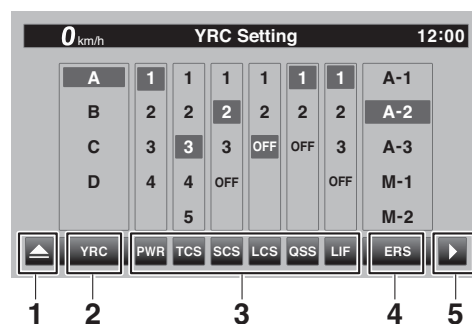 0 km/h YRC Setting 12:00
A 1 1 1 1 1 1 A-1
B 2 2 2 2 2 2 A-2
C 3 3 3 OFF OFF 3 A-3
D 4 4 OFF OFF M-1
5 M-2
YRC PWR TCS SCS LCS QSS LIF ERS
1 2 3 4 5